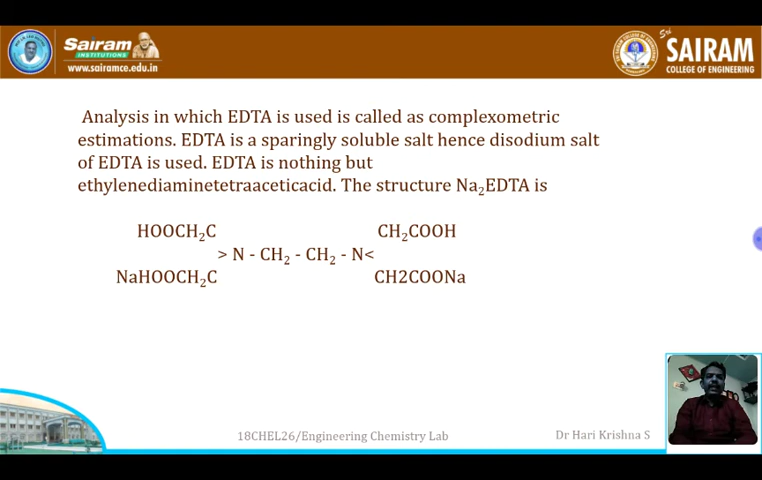 Sairam
INSTITUTIONS
www.sairamce.edu.in
Sri
SAIRAM
COLLEGE OF ENGINEERING
Analysis in which EDTA is used is called as complexometric
estimations. EDTA is a sparingly soluble salt hence disodium salt
of EDTA is used. EDTA is nothing but
ethylenediaminetetraaceticacid. The structure Na₂EDTA is
HOOCH₂C CH₂COOH
> N - CH₂ - CH₂ - N<
NaHOOCH₂C CH2COONa
18CHEL26/Engineering Chemistry Lab
Dr Hari Krishna S